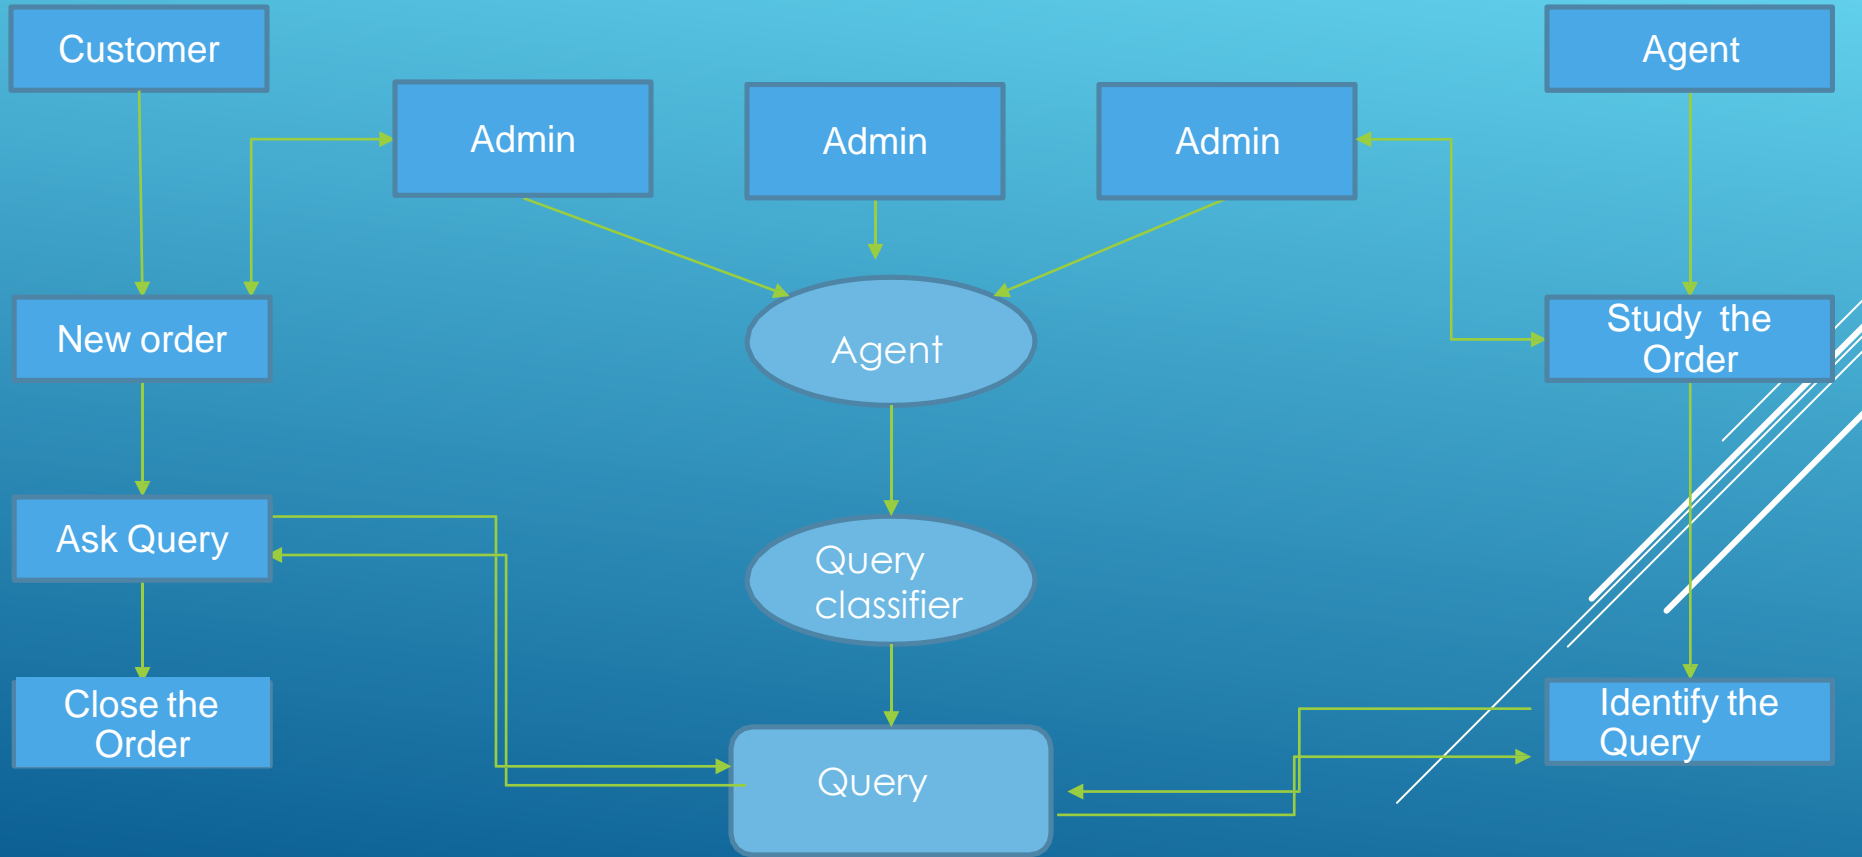 Customer
Agent
Admin
Admin
Admin
New order
Agent
Study the
Order
Ask Query
Query
classifier
Close the
Order
Query
Identify the
Query